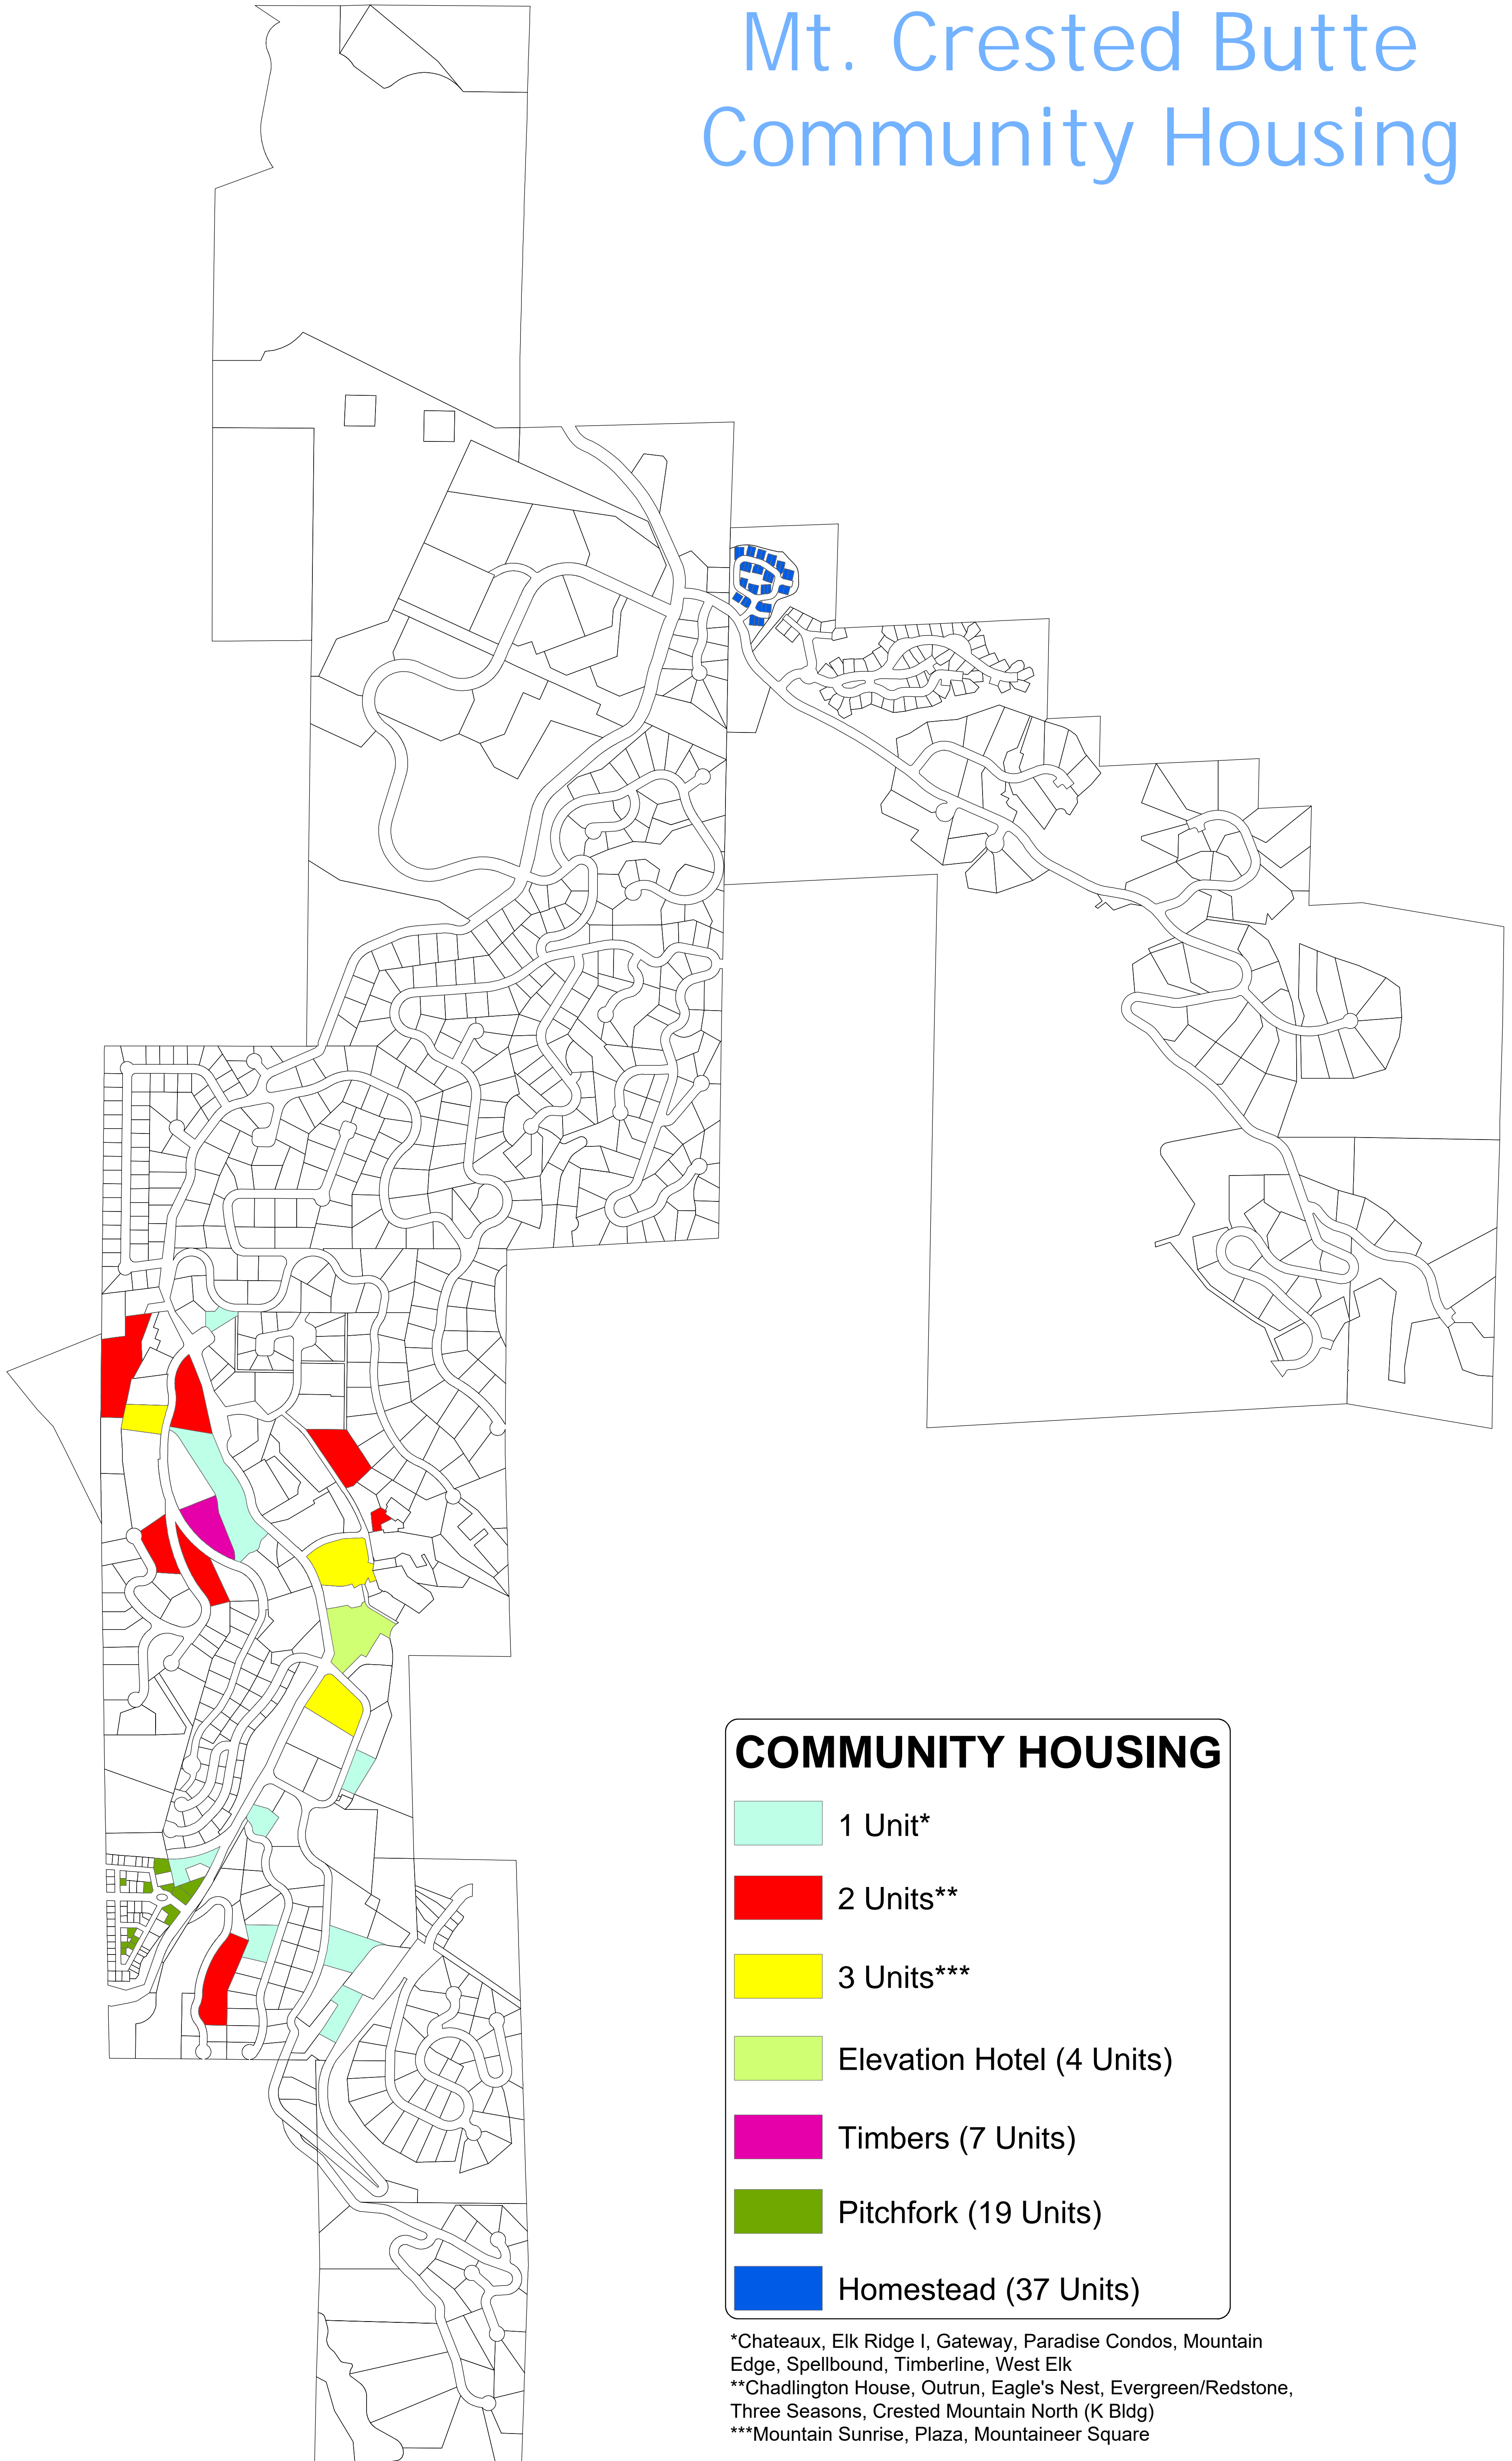 Mt. Crested Butte
Community Housing
COMMUNITY HOUSING
1 Unit*
2 Units**
3 Units***
Elevation Hotel (4 Units)
Timbers (7 Units)
Pitchfork (19 Units)
Homestead (37 Units)
*Chateaux, Elk Ridge I, Gateway, Paradise Condos, Mountain
Edge, Spellbound, Timberline, West Elk
**Chadlington House, Outrun, Eagle's Nest, Evergreen/Redstone,
Three Seasons, Crested Mountain North (K Bldg)
***Mountain Sunrise, Plaza, Mountaineer Square